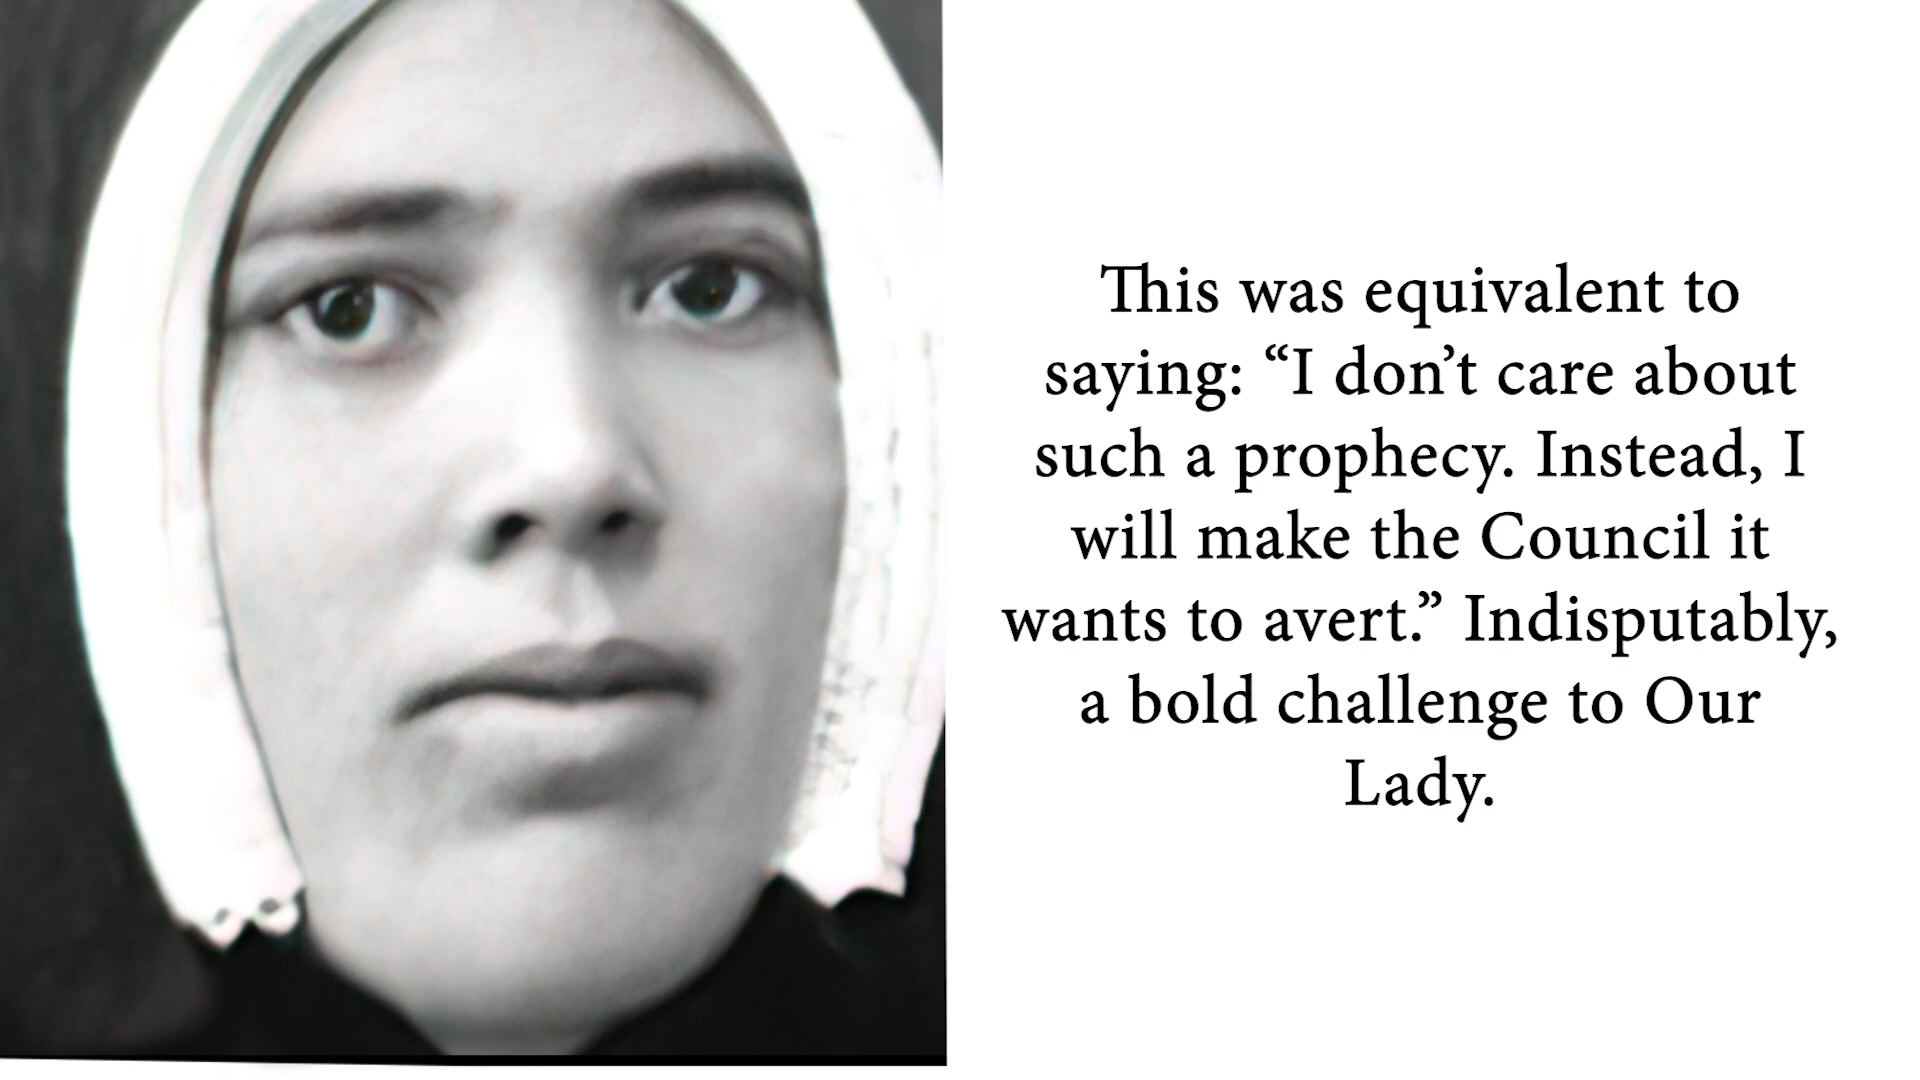 This was equivalent to
saying: “I don’t care about
such a prophecy. Instead, I
will make the Council it
wants to avert.” Indisputably,
a bold challenge to Our
Lady.